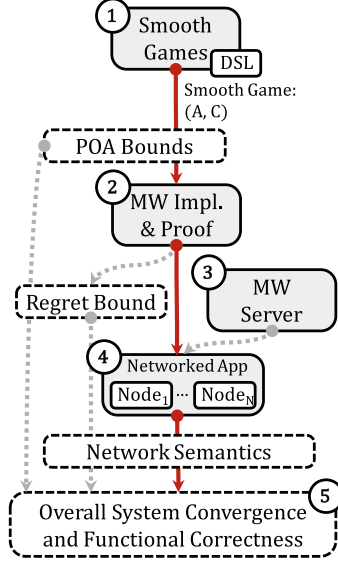 1
Smooth
Games
DSL
Smooth Game:
(A, C)
POA Bounds
2
MW Impl.
& Proof
3
MW
Server
Regret Bound
4
Networked App
Node₁ ··· Node_N
Network Semantics
5
Overall System Convergence
and Functional Correctness